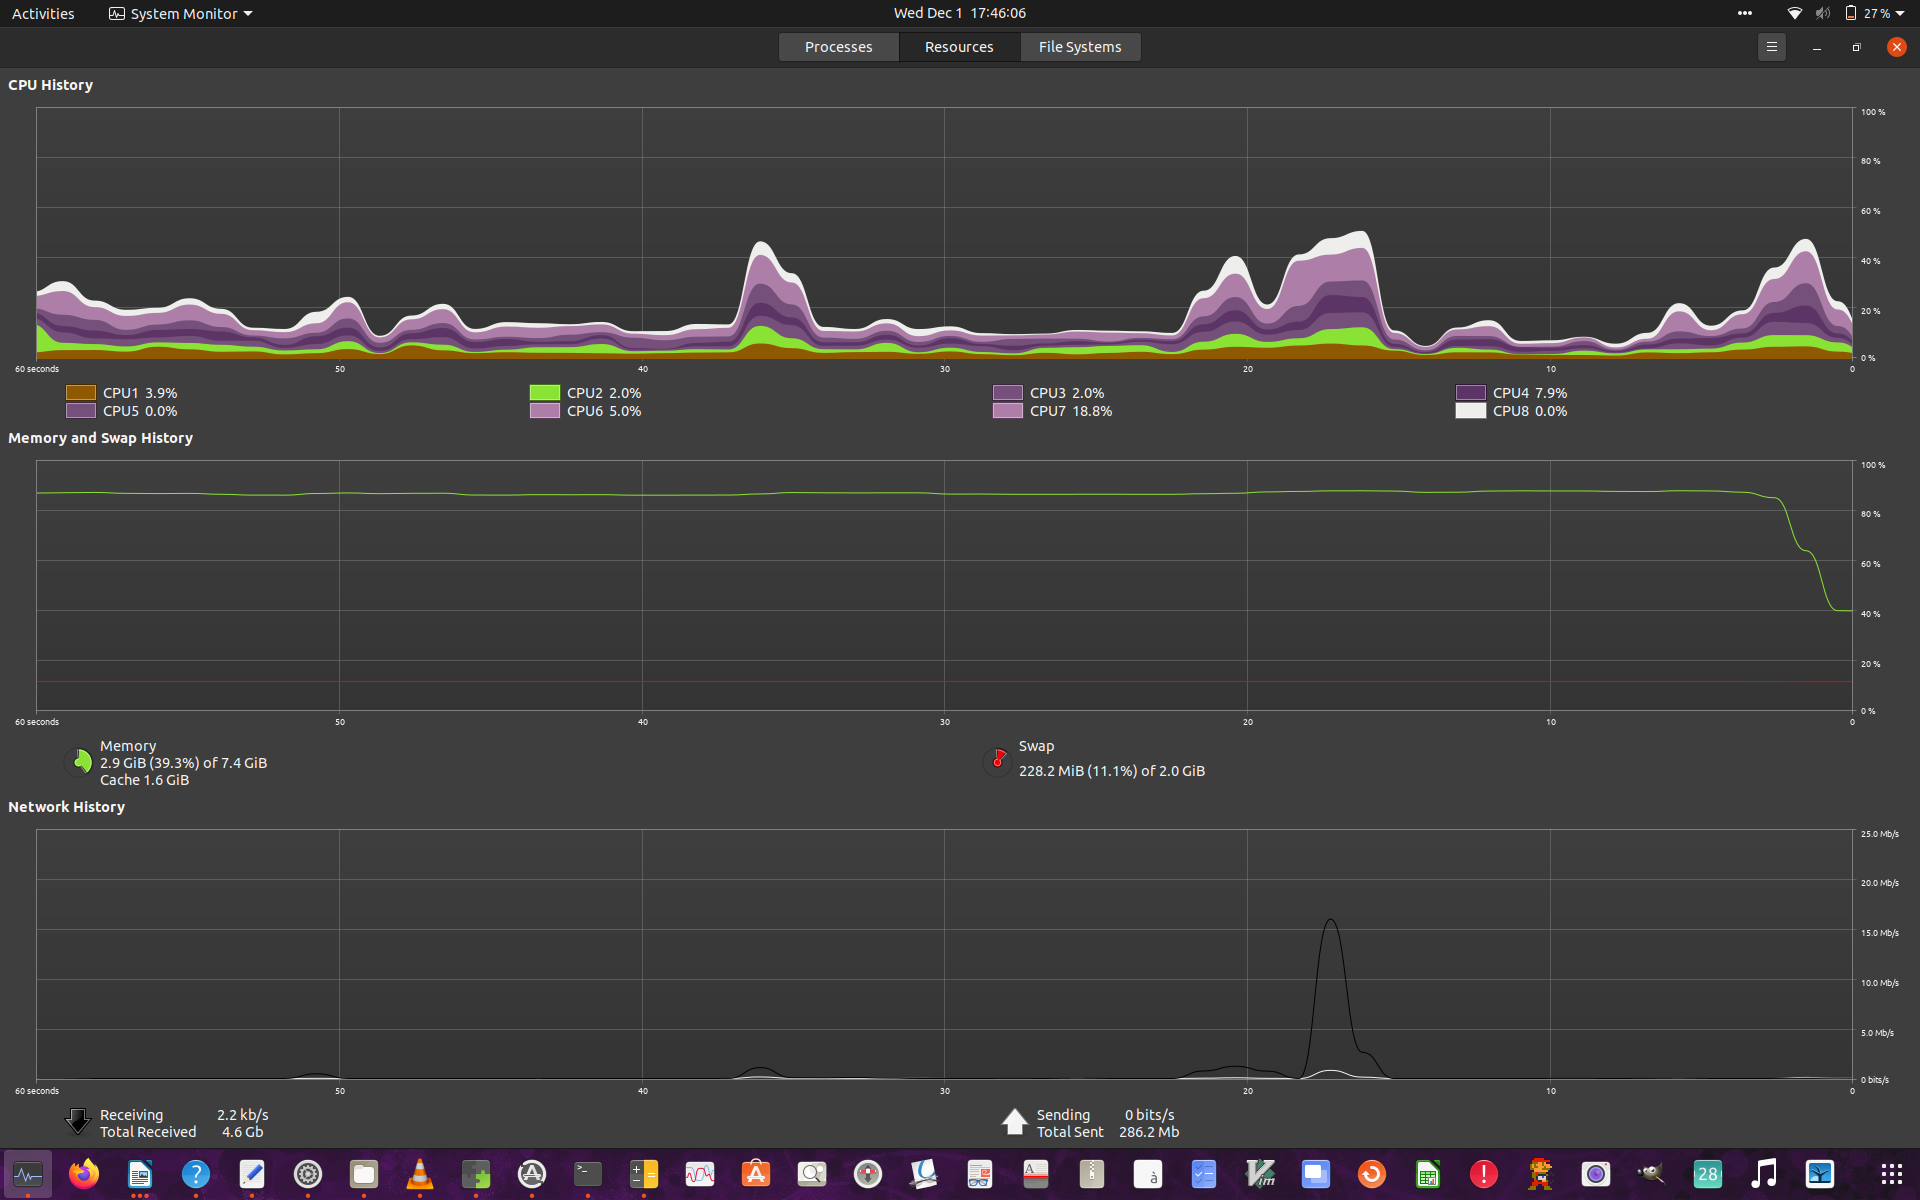 Activities System Monitor Wed Dec 1 17:46:06 27%
Processes Resources File Systems
CPU History
100 %
80 %
60 %
40 %
20 %
0 %
60 seconds 50 40 30 20 10 0
CPU1 3.9% CPU2 2.0% CPU3 2.0% CPU4 7.9%
CPU5 0.0% CPU6 5.0% CPU7 18.8% CPU8 0.0%
Memory and Swap History
100 %
80 %
60 %
40 %
20 %
0 %
60 seconds 50 40 30 20 10 0
Memory
2.9 GiB (39.3%) of 7.4 GiB
Cache 1.6 GiB
Swap
228.2 MiB (11.1%) of 2.0 GiB
Network History
25.0 Mb/s
20.0 Mb/s
15.0 Mb/s
10.0 Mb/s
5.0 Mb/s
0 bits/s
60 seconds 50 40 30 20 10 0
Receiving 2.2 kb/s
Total Received 4.6 Gb
Sending 0 bits/s
Total Sent 286.2 Mb
? >_ A à Vim ! 28